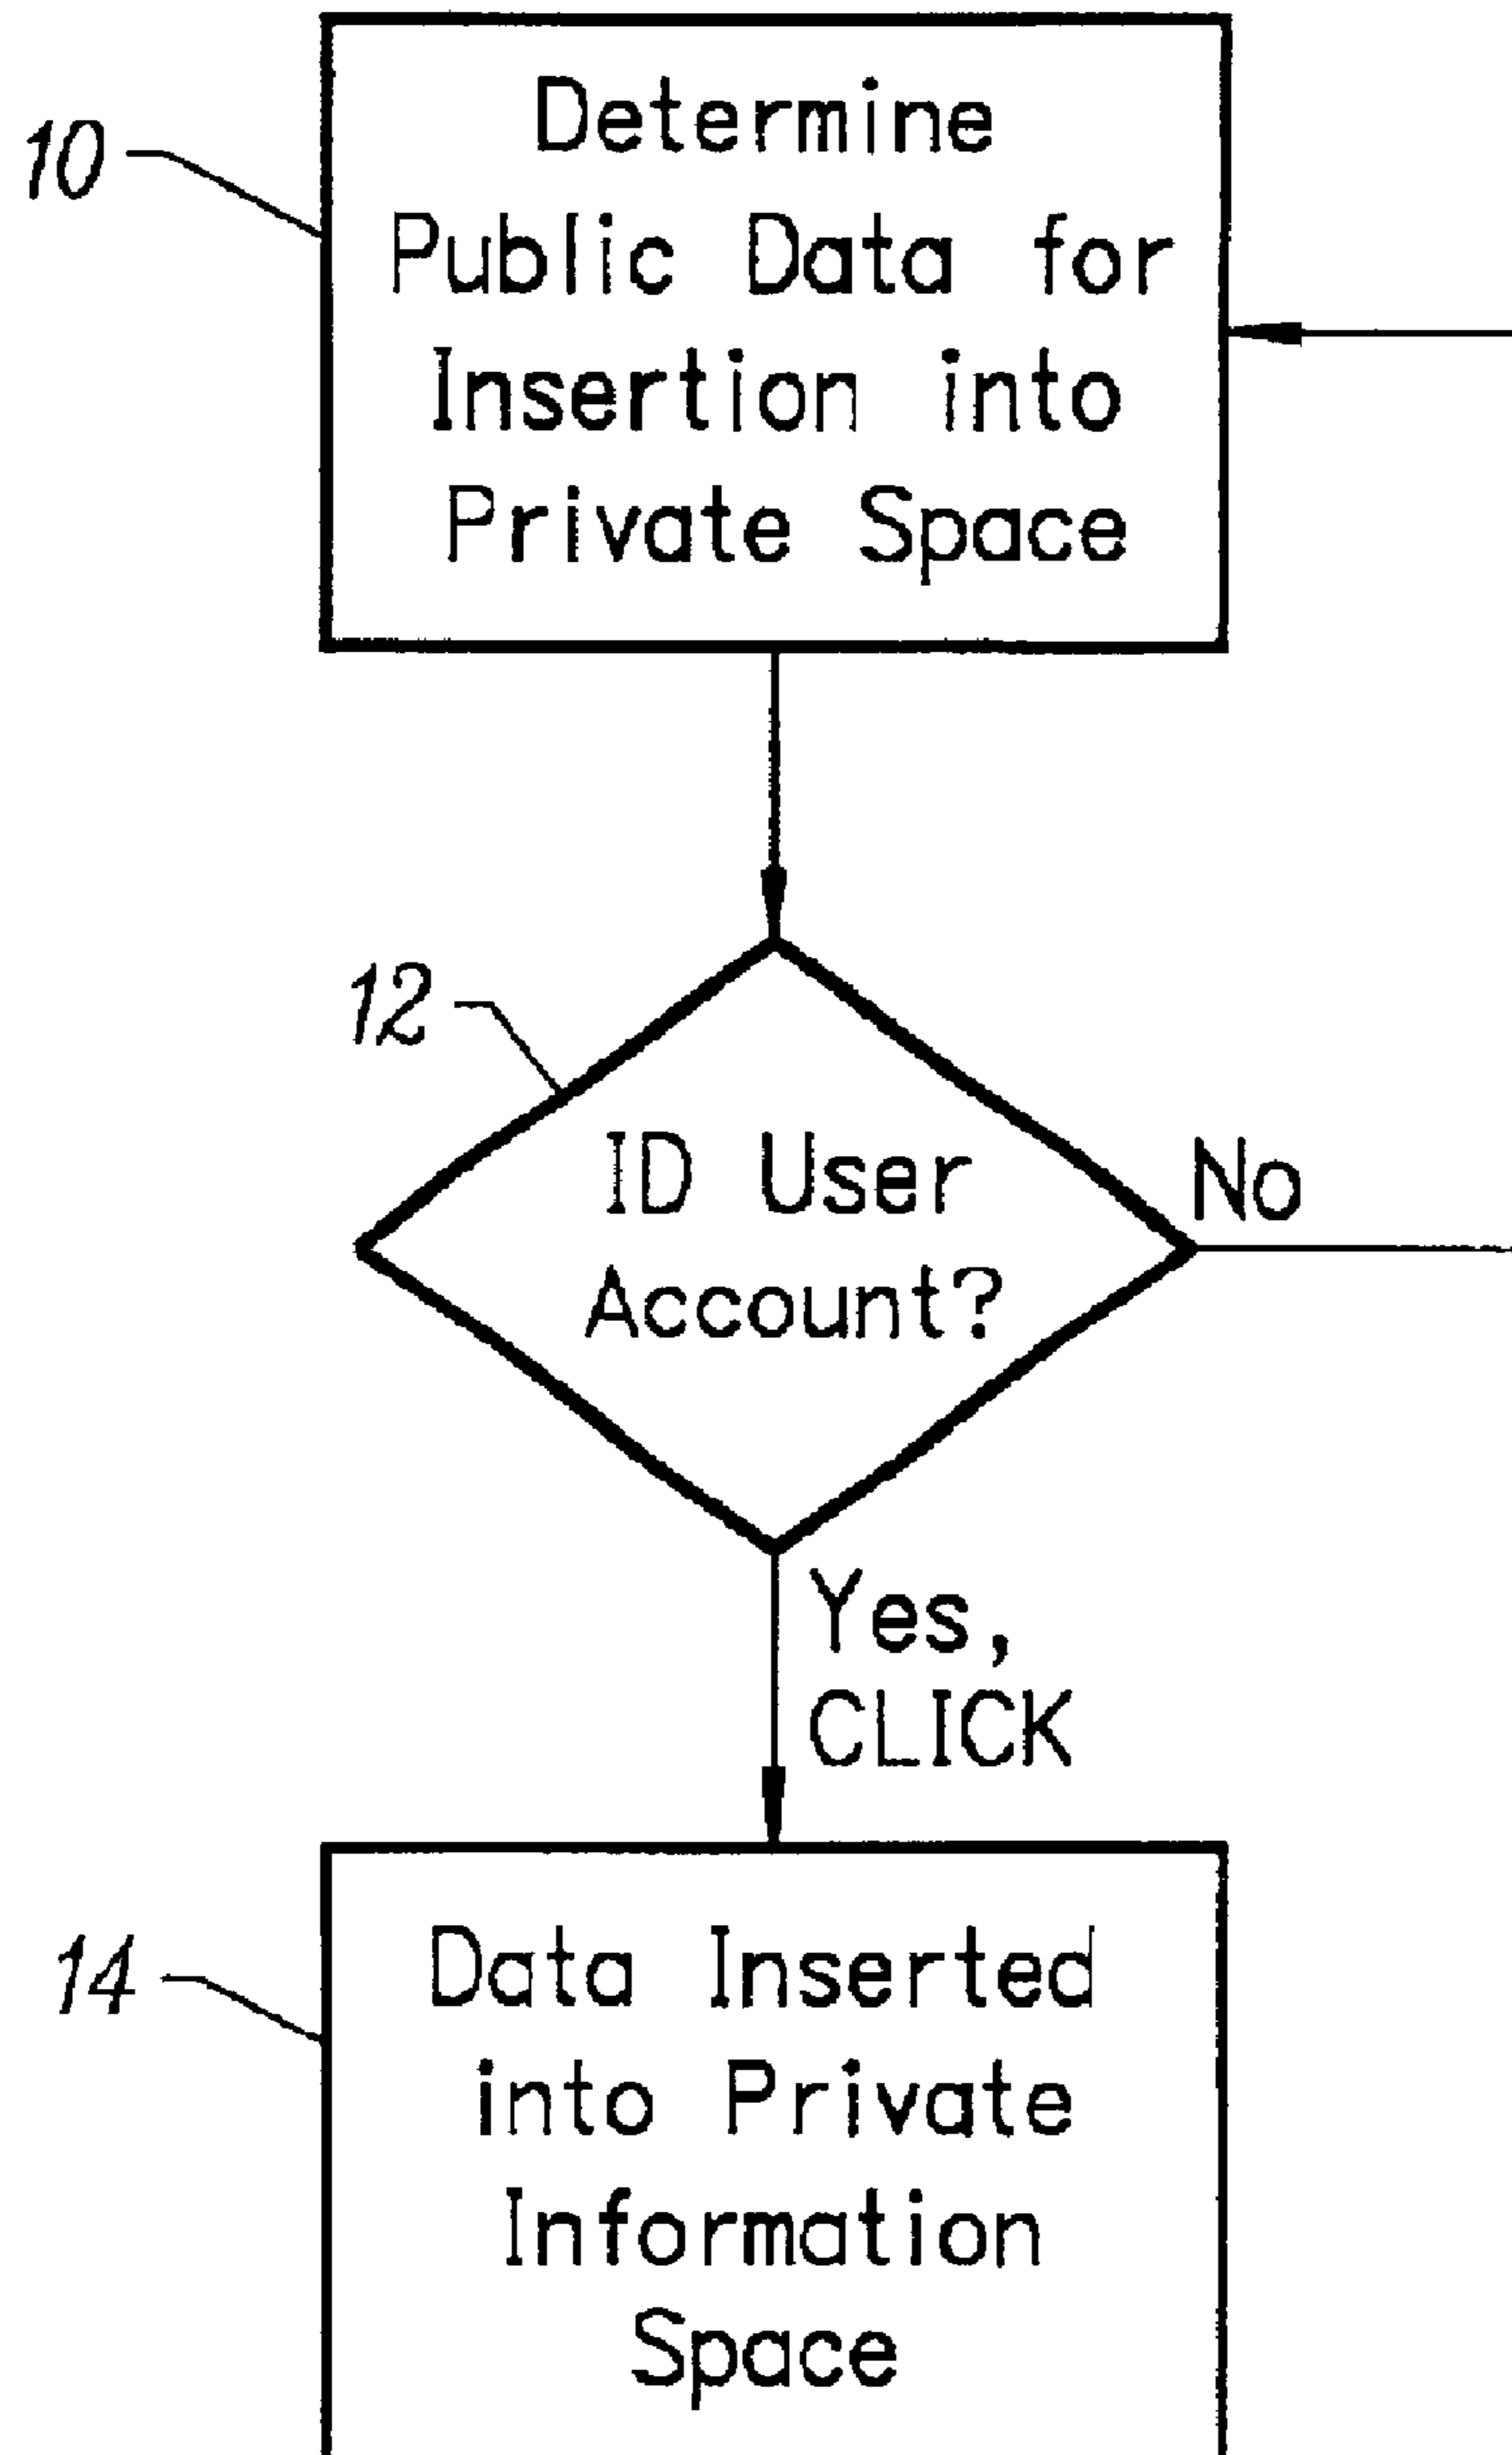 10
Determine
Public Data for
Insertion into
Private Space
12
ID User
Account?
No
Yes,
CLICK
14
Data Inserted
into Private
Information
Space